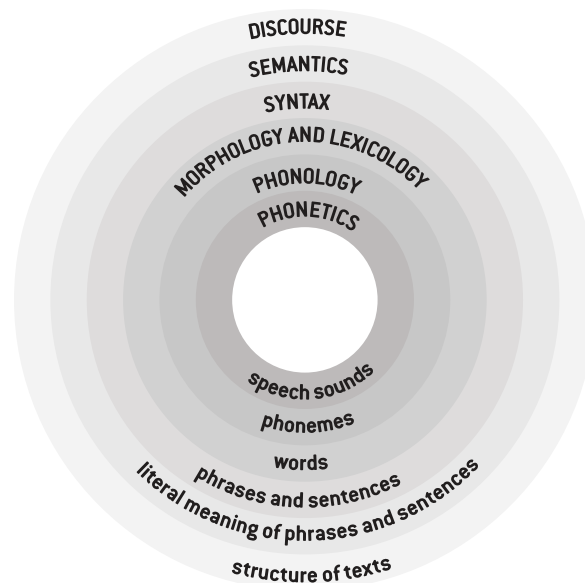 DISCOURSE
SEMANTICS
SYNTAX
MORPHOLOGY AND LEXICOLOGY
PHONOLOGY
PHONETICS
speech sounds
phonemes
words
phrases and sentences
literal meaning of phrases and sentences
structure of texts